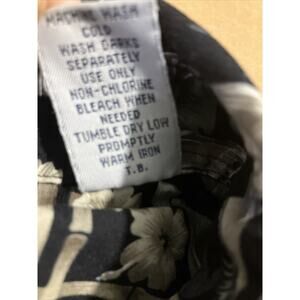 MACHINE WASH
COLD
WASH DARKS
SEPARATELY
USE ONLY
NON-CHLORINE
BLEACH WHEN
NEEDED
TUMBLE DRY LOW
PROMPTLY
WARM IRON
T.B.